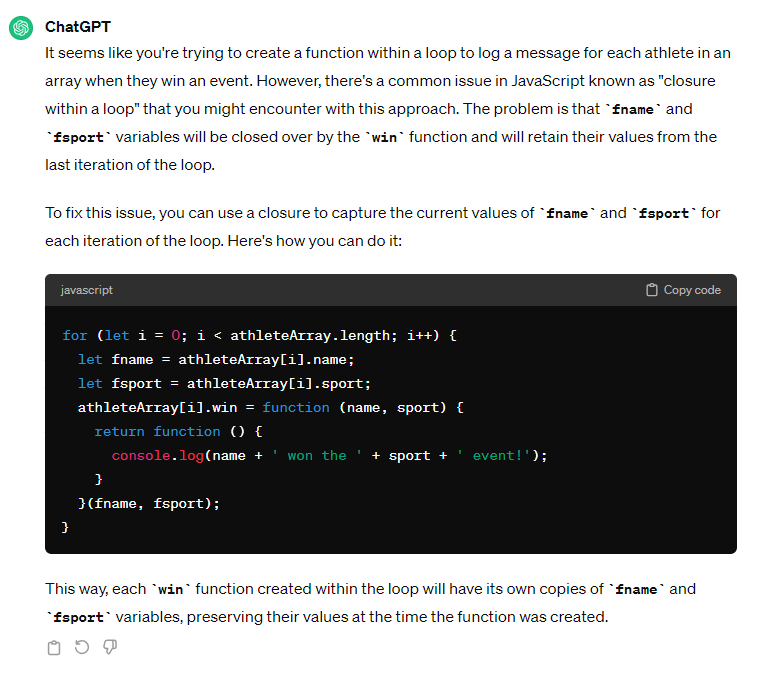 ChatGPT
It seems like you're trying to create a function within a loop to log a message for each athlete in an
array when they win an event. However, there's a common issue in JavaScript known as "closure
within a loop" that you might encounter with this approach. The problem is that `fname` and
`fsport` variables will be closed over by the `win` function and will retain their values from the
last iteration of the loop.
To fix this issue, you can use a closure to capture the current values of `fname` and `fsport` for
each iteration of the loop. Here's how you can do it:
javascript Copy code
for (let i = 0; i < athleteArray.length; i++) {
  let fname = athleteArray[i].name;
  let fsport = athleteArray[i].sport;
  athleteArray[i].win = function (name, sport) {
    return function () {
      console.log(name + ' won the ' + sport + ' event!');
    }
  }(fname, fsport);
}
This way, each `win` function created within the loop will have its own copies of `fname` and
`fsport` variables, preserving their values at the time the function was created.